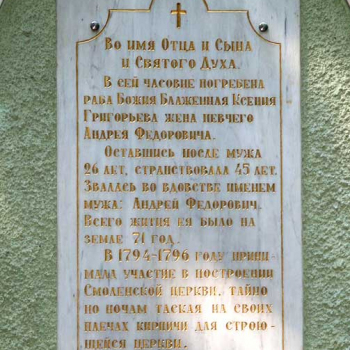 Во имя Отца и Сына
и Святого Духа.
В сей часовне погребена
раба Божия Блаженная Ксения
Григорьева жена певчего
Андрея Федоровича.
Оставшись после мужа
26 лет, странствовала 45 лет.
Звалась во вдовстве именем
мужа: Андрей Федорович.
Всего жития ея было на
земле 71 год.
В 1794-1796 году прини-
мала участие в построении
Смоленской церкви. Тайно
по ночам таская на своих
плечах кирпичи для строю-
щейся церкви.